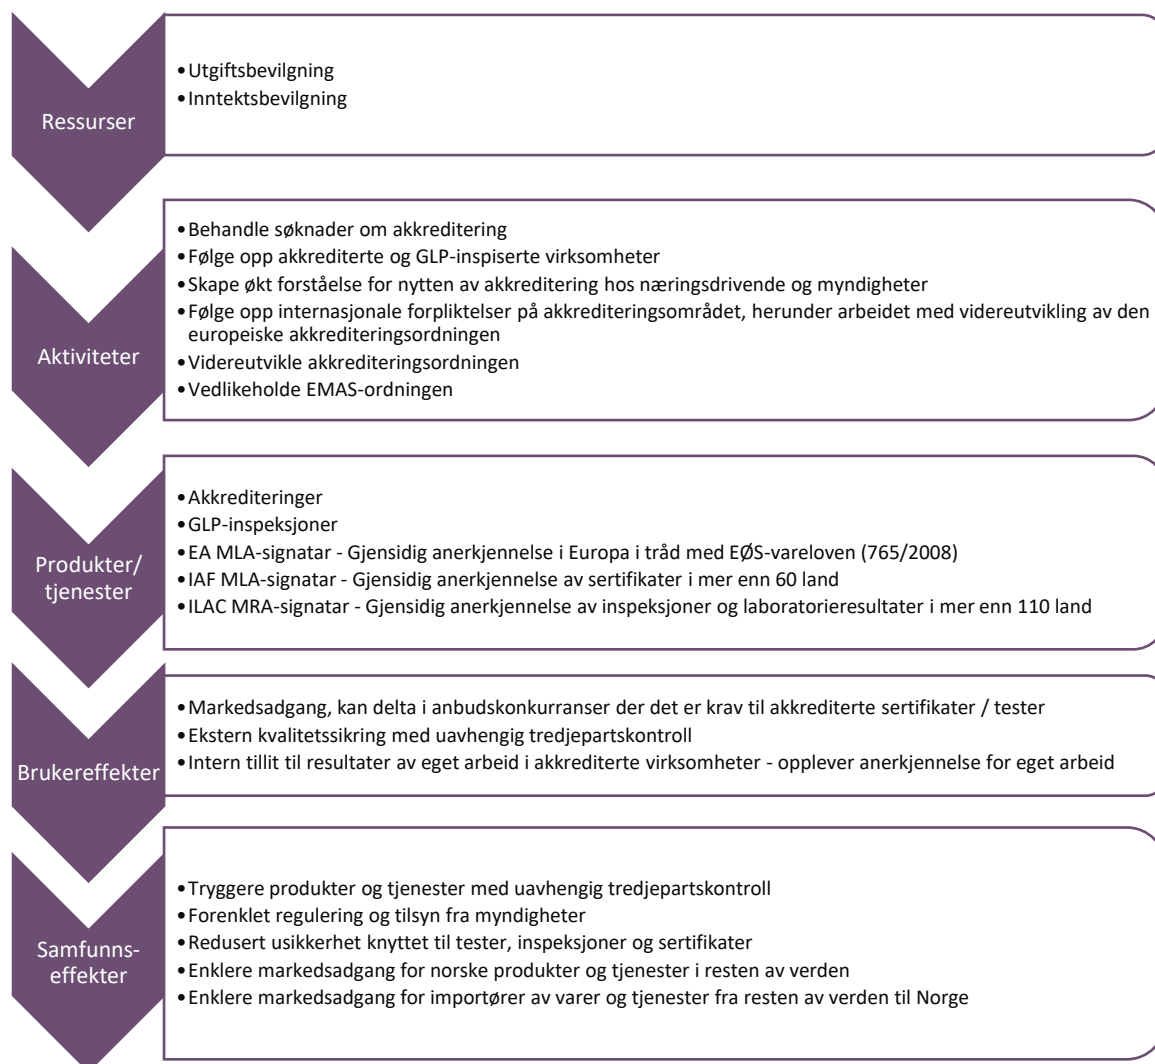 Ressurser
•Utgiftsbevilgning
•Inntektsbevilgning
Aktiviteter
•Behandle søknader om akkreditering
•Følge opp akkrediterte og GLP-inspiserte virksomheter
•Skape økt forståelse for nytten av akkreditering hos næringsdrivende og myndigheter
•Følge opp internasjonale forpliktelser på akkrediteringsområdet, herunder arbeidet med videreutvikling av den
europeiske akkrediteringsordningen
•Videreutvikle akkrediteringsordningen
•Vedlikeholde EMAS-ordningen
Produkter/
tjenester
•Akkrediteringer
•GLP-inspeksjoner
•EA MLA-signatar - Gjensidig anerkjennelse i Europa i tråd med EØS-vareloven (765/2008)
•IAF MLA-signatar - Gjensidig anerkjennelse av sertifikater i mer enn 60 land
•ILAC MRA-signatar - Gjensidig anerkjennelse av inspeksjoner og laboratorieresultater i mer enn 110 land
Brukereffekter
•Markedsadgang, kan delta i anbudskonkurranser der det er krav til akkrediterte sertifikater / tester
•Ekstern kvalitetssikring med uavhengig tredjepartskontroll
•Intern tillit til resultater av eget arbeid i akkrediterte virksomheter - opplever anerkjennelse for eget arbeid
Samfunns-
effekter
•Tryggere produkter og tjenester med uavhengig tredjepartskontroll
•Forenklet regulering og tilsyn fra myndigheter
•Redusert usikkerhet knyttet til tester, inspeksjoner og sertifikater
•Enklere markedsadgang for norske produkter og tjenester i resten av verden
•Enklere markedsadgang for importører av varer og tjenester fra resten av verden til Norge